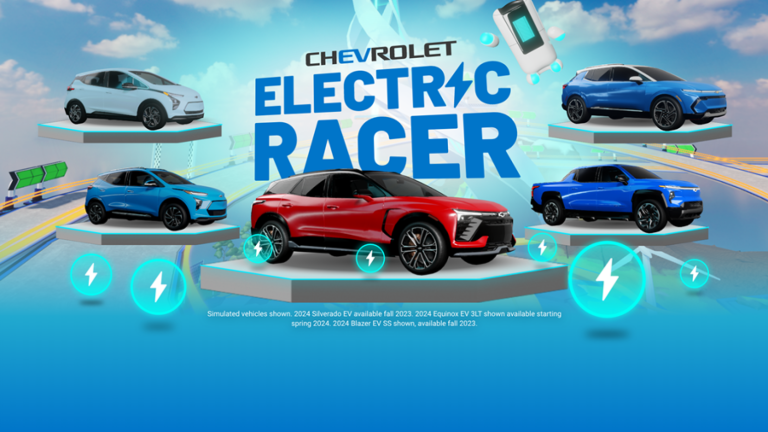 CHEVROLET
ELECTRIC
RACER
Simulated vehicles shown. 2024 Silverado EV available fall 2023. 2024 Equinox EV 3LT shown available starting
spring 2024. 2024 Blazer EV SS shown, available fall 2023.